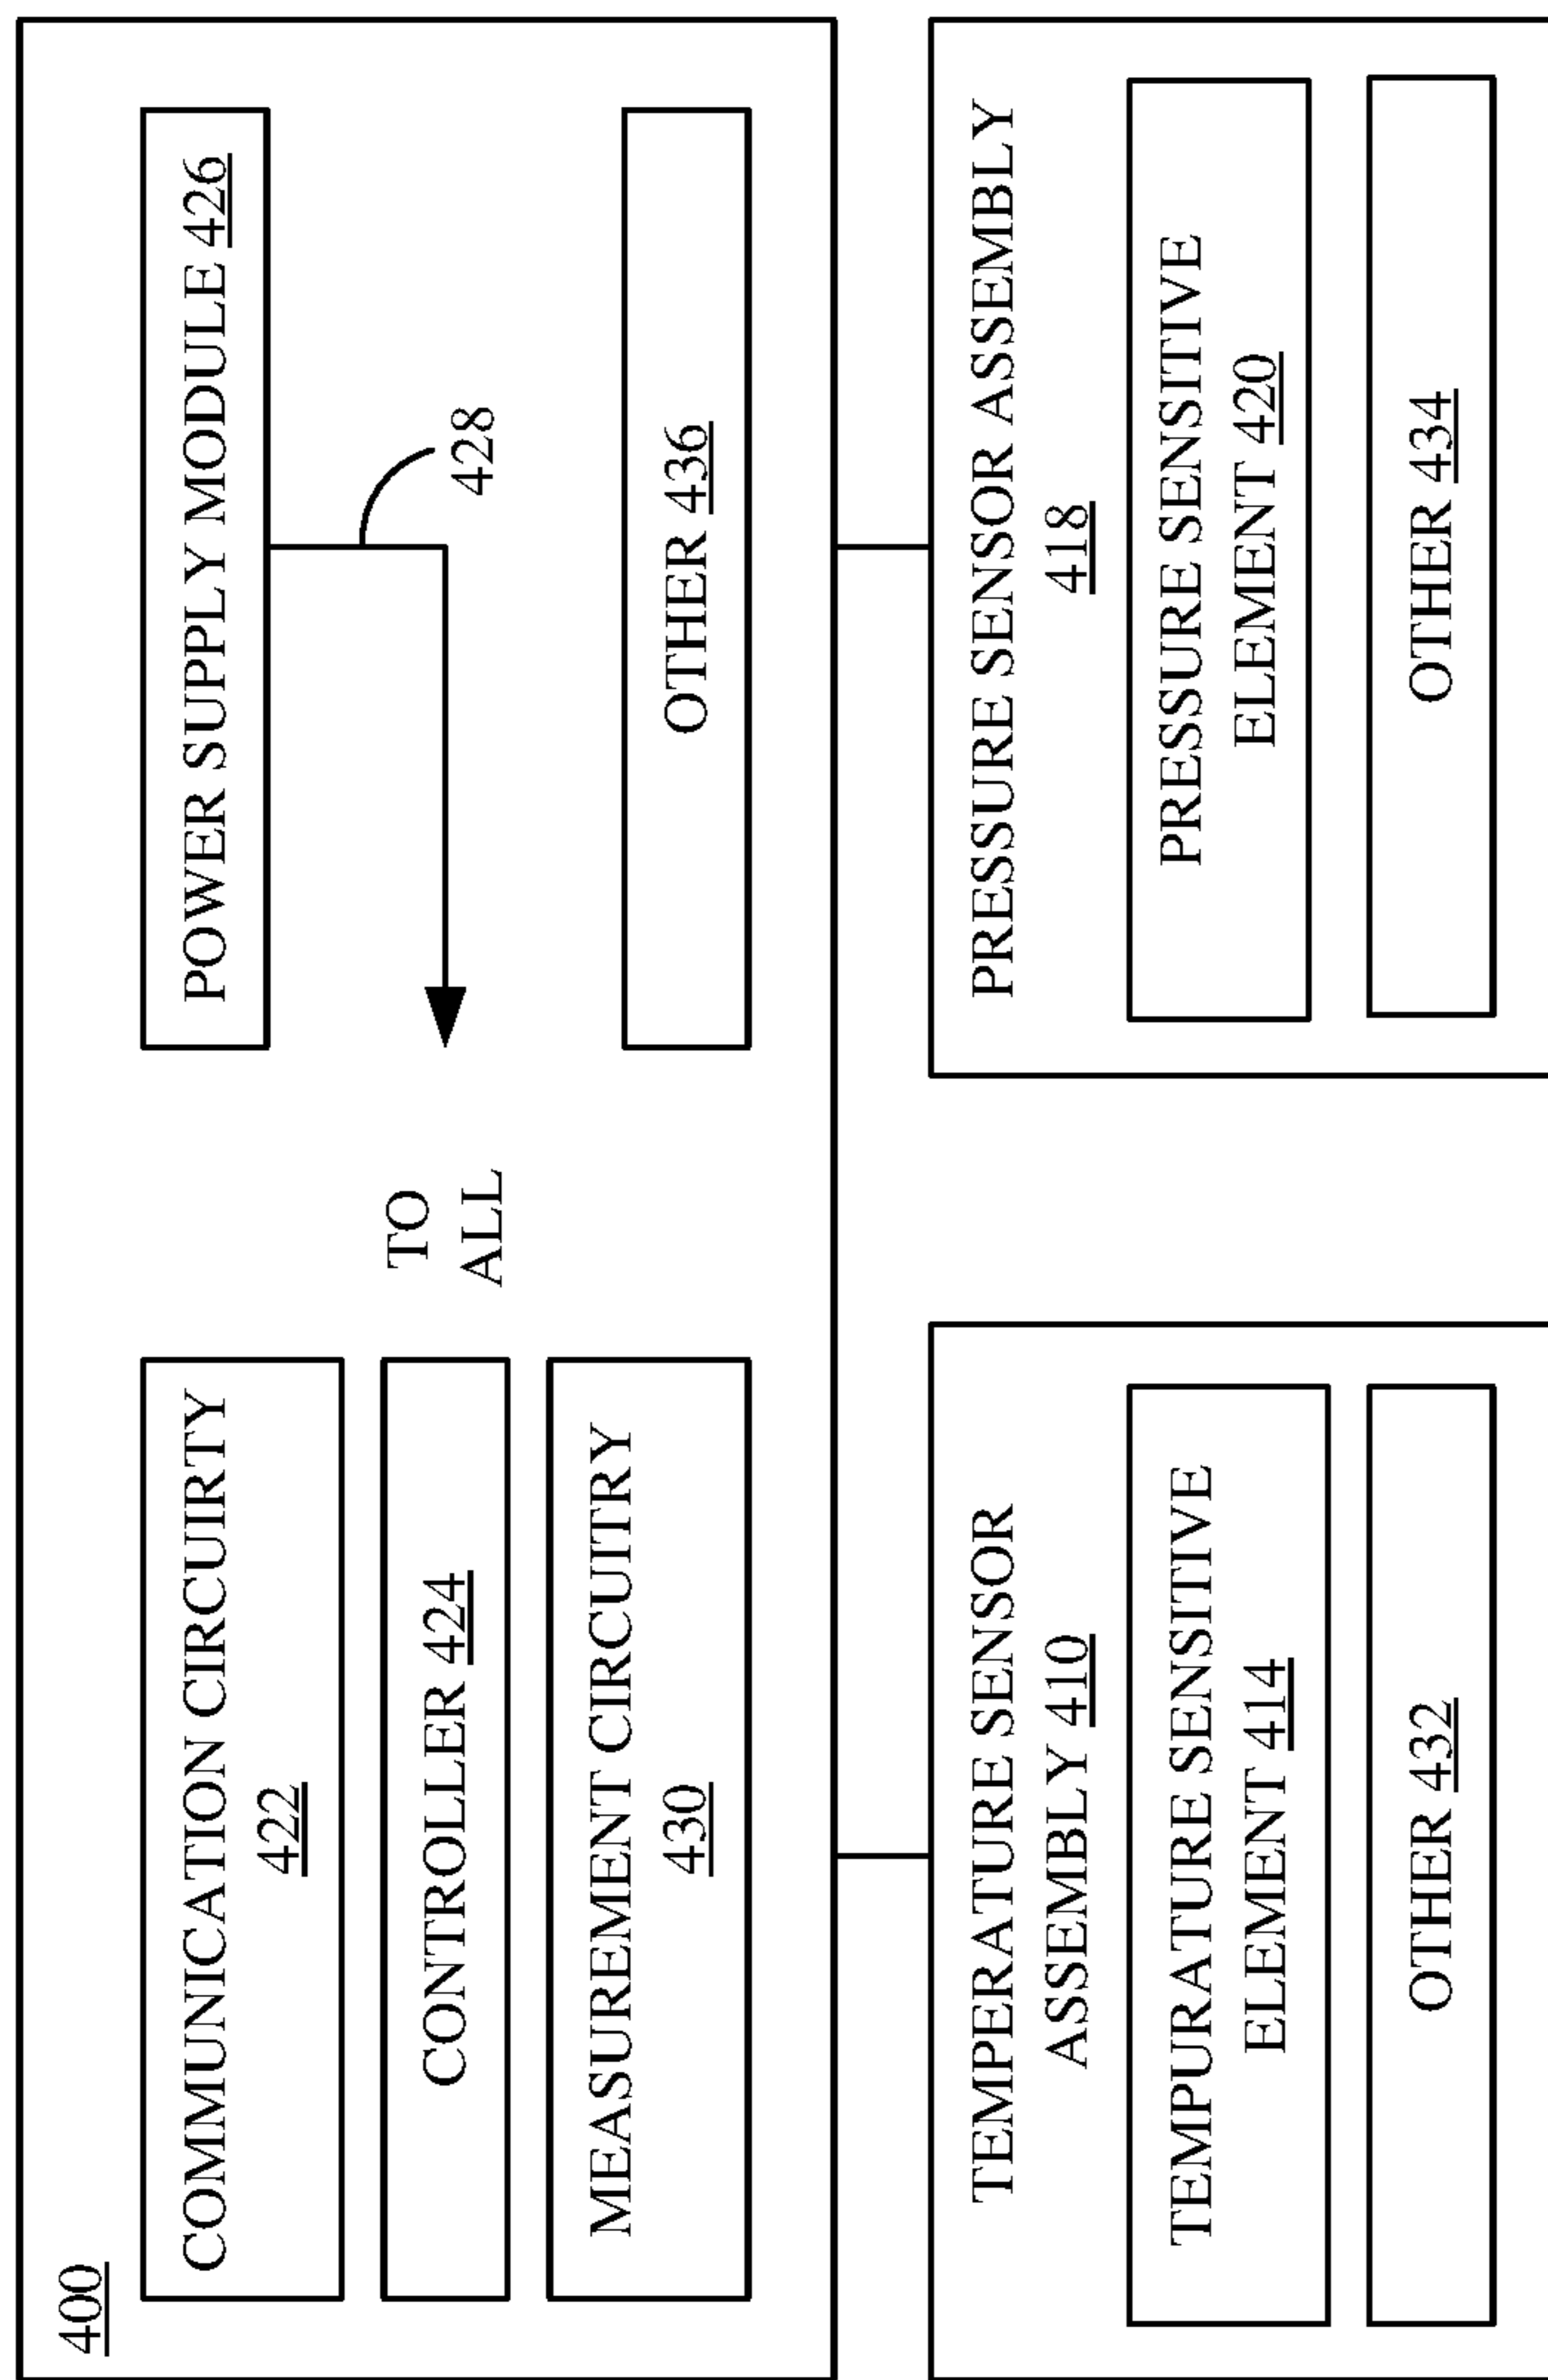 400
COMMUNICATION CIRCUIRTY
422
CONTROLLER 424
MEASUREMENT CIRCUITRY
430
TO
ALL
POWER SUPPLY MODULE 426
428
OTHER 436
TEMPERATURE SENSOR
ASSEMBLY 410
TEMPURATURE SENSITIVE
ELEMENT 414
OTHER 432
PRESSURE SENSOR ASSEMBLY
418
PRESSURE SENSITIVE
ELEMENT 420
OTHER 434